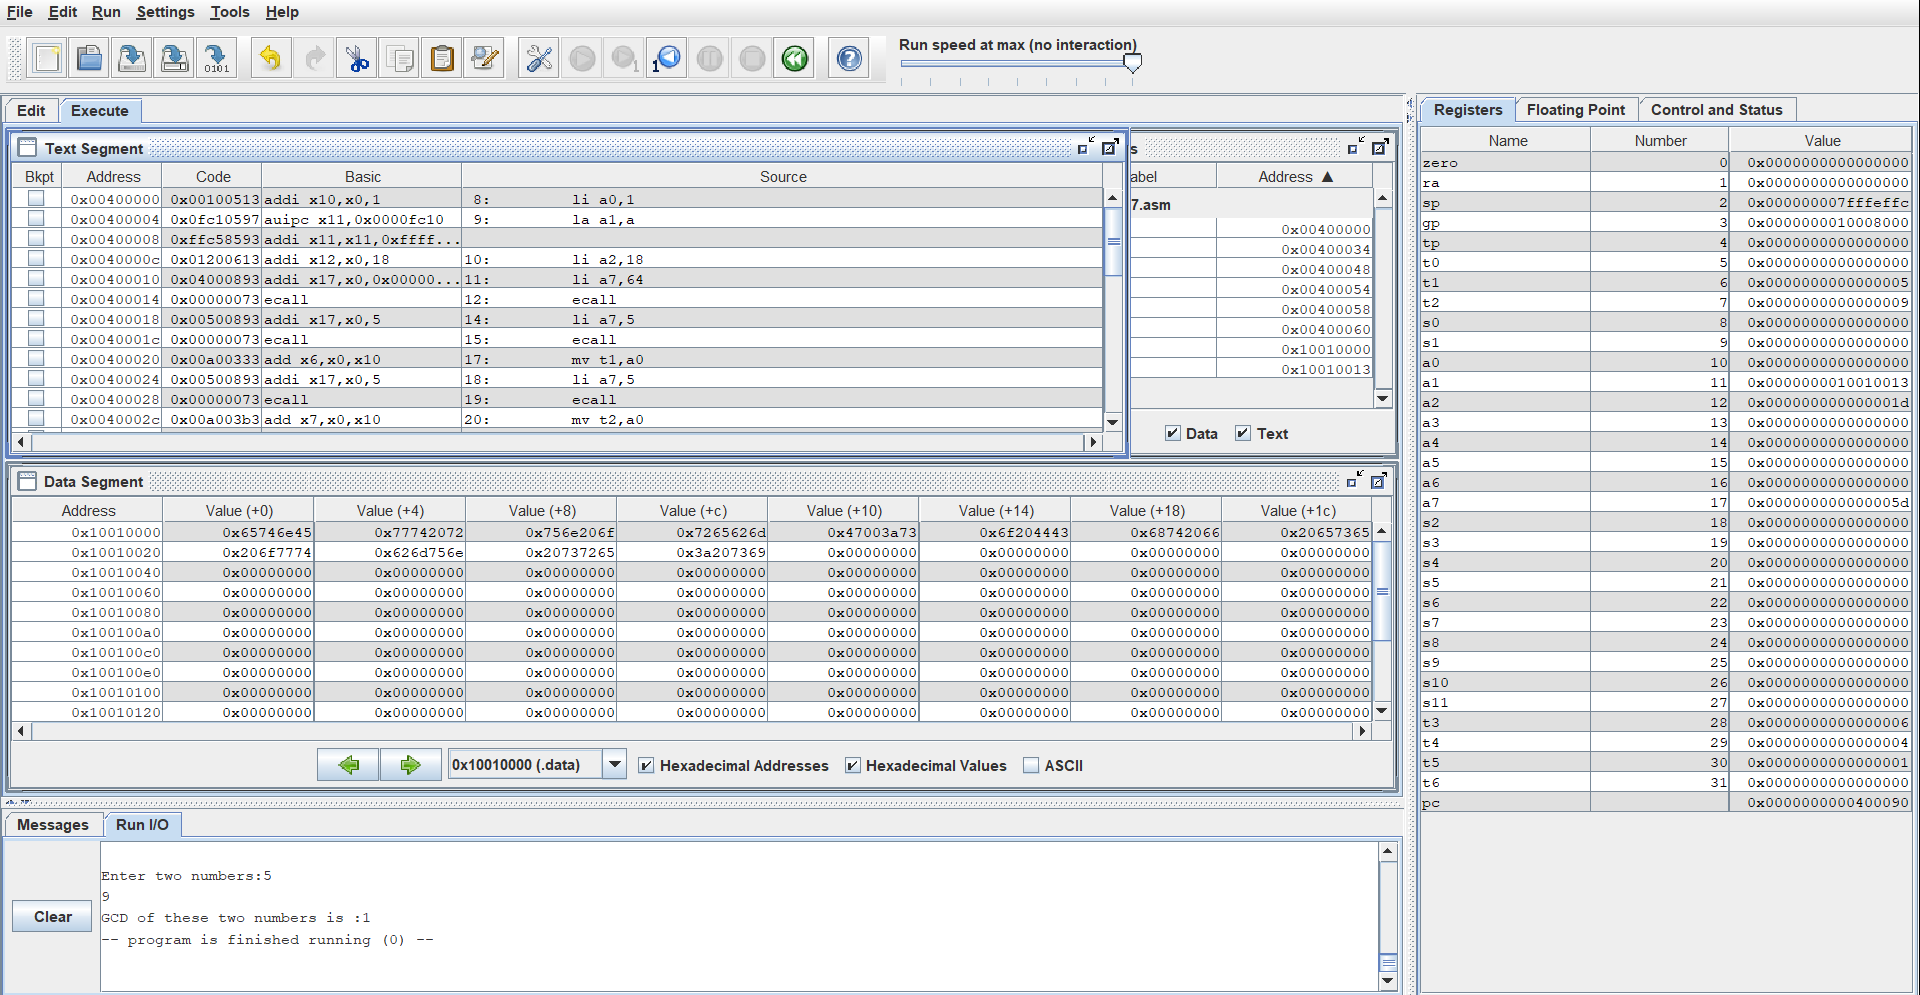 File Edit Run Settings Tools Help
Run speed at max (no interaction)
0101 1 1
Edit Execute
Text Segment
Bkpt Address Code Basic Source
0x00400000 0x00100513 addi x10,x0,1 8: li a0,1
0x00400004 0x0fc10597 auipc x11,0x0000fc10 9: la a1,a
0x00400008 0xffc58593 addi x11,x11,0xffff...
0x0040000c 0x01200613 addi x12,x0,18 10: li a2,18
0x00400010 0x04000893 addi x17,x0,0x00000... 11: li a7,64
0x00400014 0x00000073 ecall 12: ecall
0x00400018 0x00500893 addi x17,x0,5 14: li a7,5
0x0040001c 0x00000073 ecall 15: ecall
0x00400020 0x00a00333 add x6,x0,x10 17: mv t1,a0
0x00400024 0x00500893 addi x17,x0,5 18: li a7,5
0x00400028 0x00000073 ecall 19: ecall
0x0040002c 0x00a003b3 add x7,x0,x10 20: mv t2,a0
s
abel Address ▲
7.asm
0x00400000
0x00400034
0x00400048
0x00400054
0x00400058
0x00400060
0x10010000
0x10010013
Data Text
Data Segment
Address Value (+0) Value (+4) Value (+8) Value (+c) Value (+10) Value (+14) Value (+18) Value (+1c)
0x10010000 0x65746e45 0x77742072 0x756e206f 0x7265626d 0x47003a73 0x6f204443 0x68742066 0x20657365
0x10010020 0x206f7774 0x626d756e 0x20737265 0x3a207369 0x00000000 0x00000000 0x00000000 0x00000000
0x10010040 0x00000000 0x00000000 0x00000000 0x00000000 0x00000000 0x00000000 0x00000000 0x00000000
0x10010060 0x00000000 0x00000000 0x00000000 0x00000000 0x00000000 0x00000000 0x00000000 0x00000000
0x10010080 0x00000000 0x00000000 0x00000000 0x00000000 0x00000000 0x00000000 0x00000000 0x00000000
0x100100a0 0x00000000 0x00000000 0x00000000 0x00000000 0x00000000 0x00000000 0x00000000 0x00000000
0x100100c0 0x00000000 0x00000000 0x00000000 0x00000000 0x00000000 0x00000000 0x00000000 0x00000000
0x100100e0 0x00000000 0x00000000 0x00000000 0x00000000 0x00000000 0x00000000 0x00000000 0x00000000
0x10010100 0x00000000 0x00000000 0x00000000 0x00000000 0x00000000 0x00000000 0x00000000 0x00000000
0x10010120 0x00000000 0x00000000 0x00000000 0x00000000 0x00000000 0x00000000 0x00000000 0x00000000
0x10010000 (.data) Hexadecimal Addresses Hexadecimal Values ASCII
Messages Run I/O
Clear
Enter two numbers:5
9
GCD of these two numbers is :1
-- program is finished running (0) --
Registers Floating Point Control and Status
Name Number Value
zero 0 0x0000000000000000
ra 1 0x0000000000000000
sp 2 0x000000007fffeffc
gp 3 0x0000000010008000
tp 4 0x0000000000000000
t0 5 0x0000000000000000
t1 6 0x0000000000000005
t2 7 0x0000000000000009
s0 8 0x0000000000000000
s1 9 0x0000000000000000
a0 10 0x0000000000000000
a1 11 0x0000000010010013
a2 12 0x000000000000001d
a3 13 0x0000000000000000
a4 14 0x0000000000000000
a5 15 0x0000000000000000
a6 16 0x0000000000000000
a7 17 0x000000000000005d
s2 18 0x0000000000000000
s3 19 0x0000000000000000
s4 20 0x0000000000000000
s5 21 0x0000000000000000
s6 22 0x0000000000000000
s7 23 0x0000000000000000
s8 24 0x0000000000000000
s9 25 0x0000000000000000
s10 26 0x0000000000000000
s11 27 0x0000000000000000
t3 28 0x0000000000000006
t4 29 0x0000000000000004
t5 30 0x0000000000000001
t6 31 0x0000000000000000
pc 0x0000000000400090